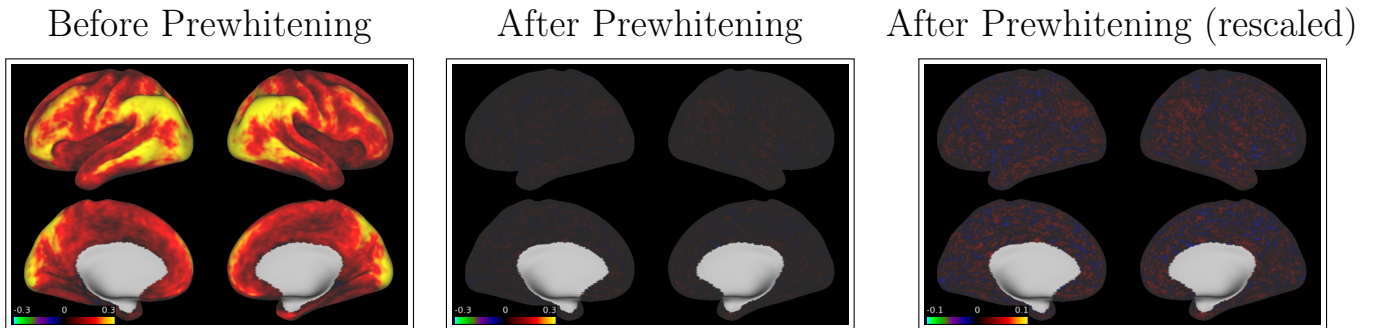 Before Prewhitening
After Prewhitening
After Prewhitening (rescaled)
-0.3 0 0.3
-0.3 0 0.3
-0.1 0 0.1